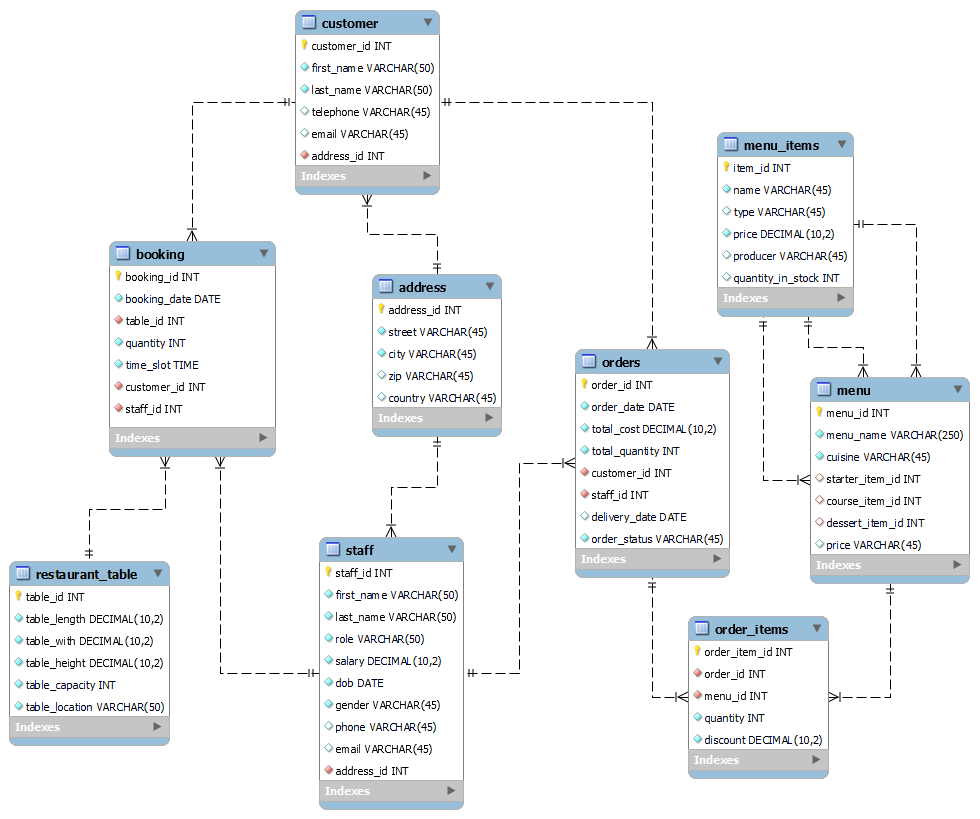 customer
customer_id INT
first_name VARCHAR(50)
last_name VARCHAR(50)
telephone VARCHAR(45)
email VARCHAR(45)
address_id INT
Indexes
menu_items
item_id INT
name VARCHAR(45)
type VARCHAR(45)
price DECIMAL(10,2)
producer VARCHAR(45)
quantity_in_stock INT
Indexes
booking
booking_id INT
booking_date DATE
table_id INT
quantity INT
time_slot TIME
customer_id INT
staff_id INT
Indexes
address
address_id INT
street VARCHAR(45)
city VARCHAR(45)
zip VARCHAR(45)
country VARCHAR(45)
Indexes
orders
order_id INT
order_date DATE
total_cost DECIMAL(10,2)
total_quantity INT
customer_id INT
staff_id INT
delivery_date DATE
order_status VARCHAR(45)
Indexes
menu
menu_id INT
menu_name VARCHAR(250)
cuisine VARCHAR(45)
starter_item_id INT
course_item_id INT
dessert_item_id INT
price VARCHAR(45)
Indexes
restaurant_table
table_id INT
table_length DECIMAL(10,2)
table_with DECIMAL(10,2)
table_height DECIMAL(10,2)
table_capacity INT
table_location VARCHAR(50)
Indexes
staff
staff_id INT
first_name VARCHAR(50)
last_name VARCHAR(50)
role VARCHAR(50)
salary DECIMAL(10,2)
dob DATE
gender VARCHAR(45)
phone VARCHAR(45)
email VARCHAR(45)
address_id INT
Indexes
order_items
order_item_id INT
order_id INT
menu_id INT
quantity INT
discount DECIMAL(10,2)
Indexes